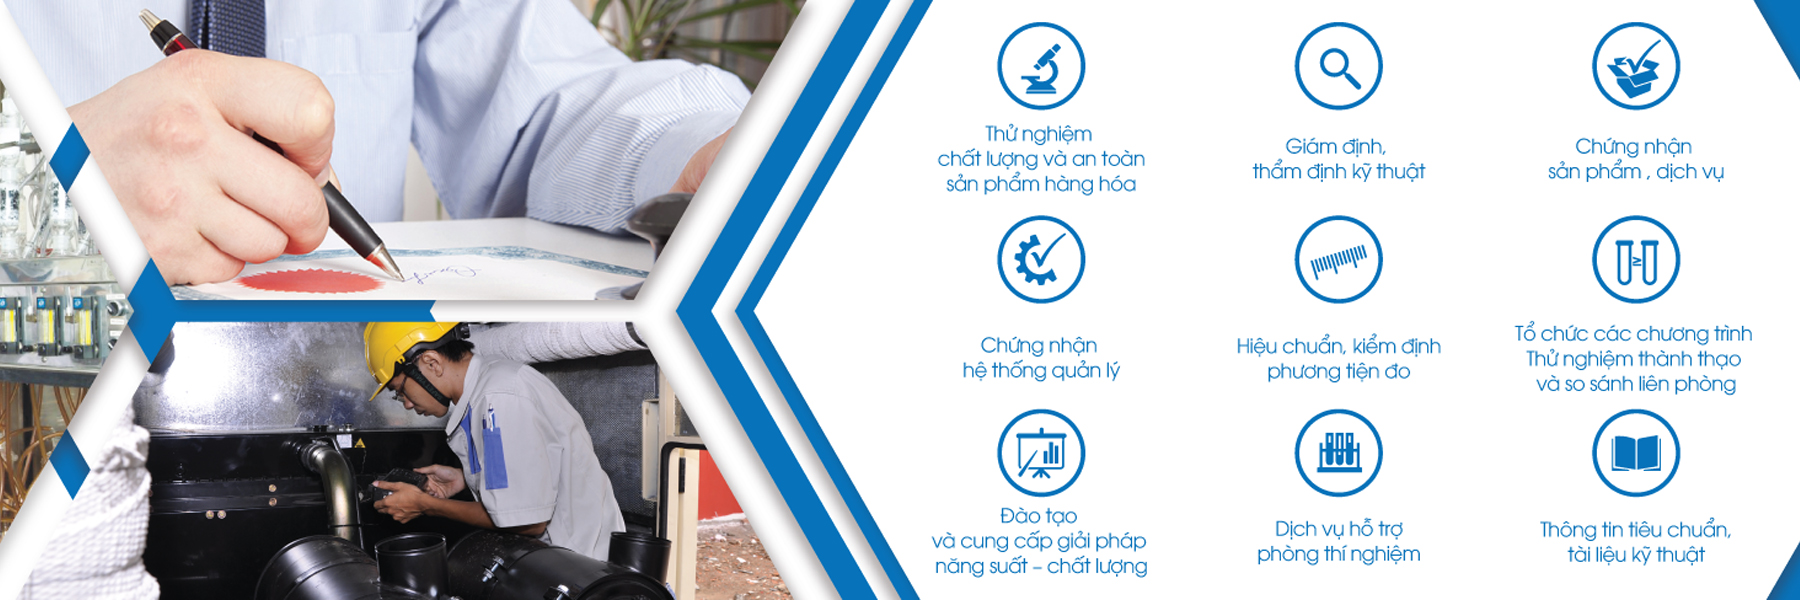 Thử nghiệm
chất lượng và an toàn
sản phẩm hàng hóa
Giám định,
thẩm định kỹ thuật
Chứng nhận
sản phẩm , dịch vụ
Chứng nhận
hệ thống quản lý
Hiệu chuẩn, kiểm định
phương tiện đo
Tổ chức các chương trình
Thử nghiệm thành thạo
và so sánh liên phòng
Đào tạo
và cung cấp giải pháp
năng suất – chất lượng
Dịch vụ hỗ trợ
phòng thí nghiệm
Thông tin tiêu chuẩn,
tài liệu kỹ thuật